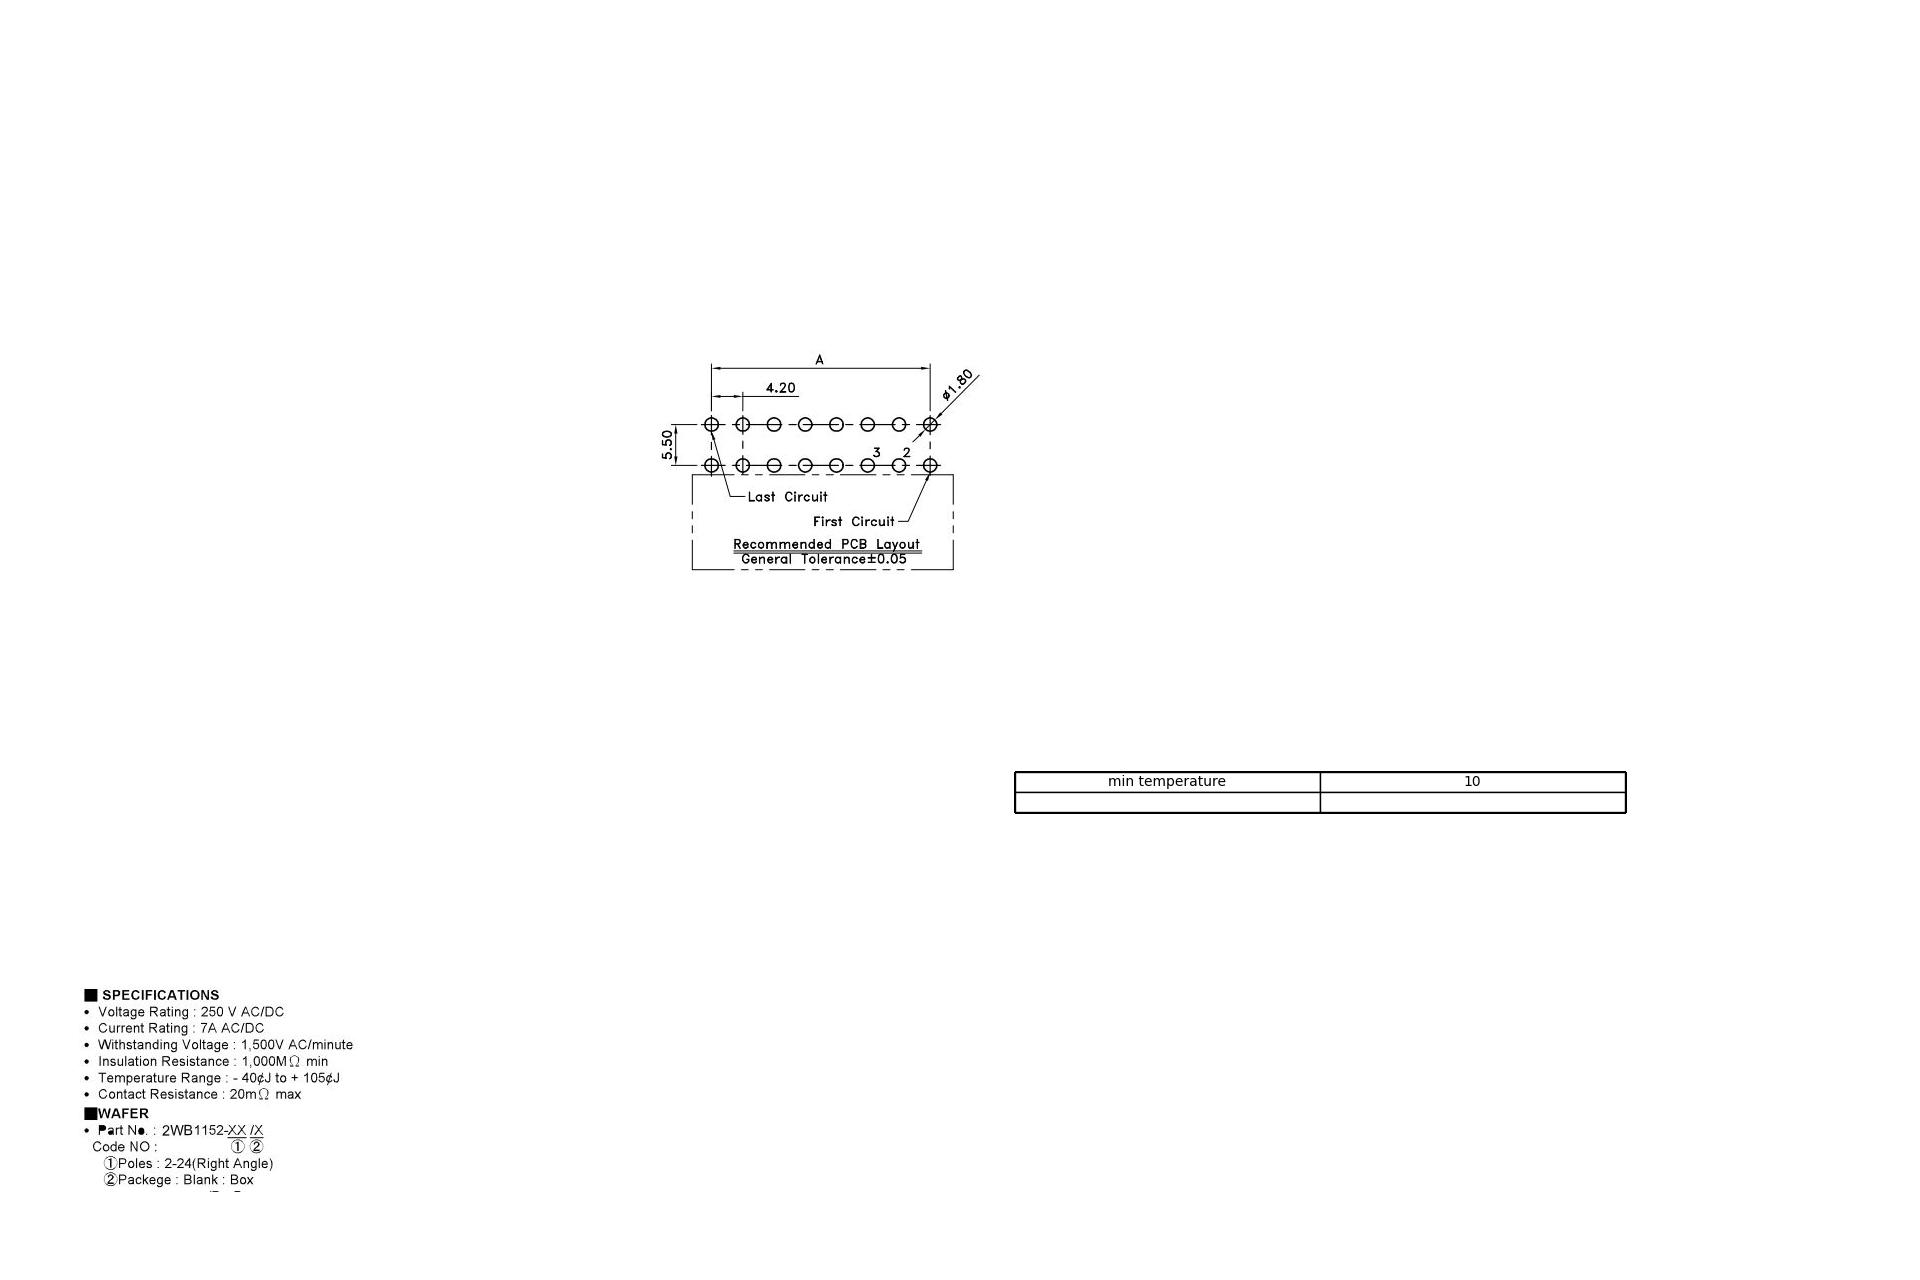 A
4.20
ø1.80
5.50
3 2
Last Circuit
First Circuit
Recommended PCB Layout
General Tolerance±0.05
min temperature 10
■ SPECIFICATIONS
• Voltage Rating : 250 V AC/DC
• Current Rating : 7A AC/DC
• Withstanding Voltage : 1,500V AC/minute
• Insulation Resistance : 1,000MΩ min
• Temperature Range : - 40¢J to + 105¢J
• Contact Resistance : 20mΩ max
■WAFER
• Part No. : 2WB1152-XX /X
Code NO : ① ②
①Poles : 2-24(Right Angle)
②Packege : Blank : Box